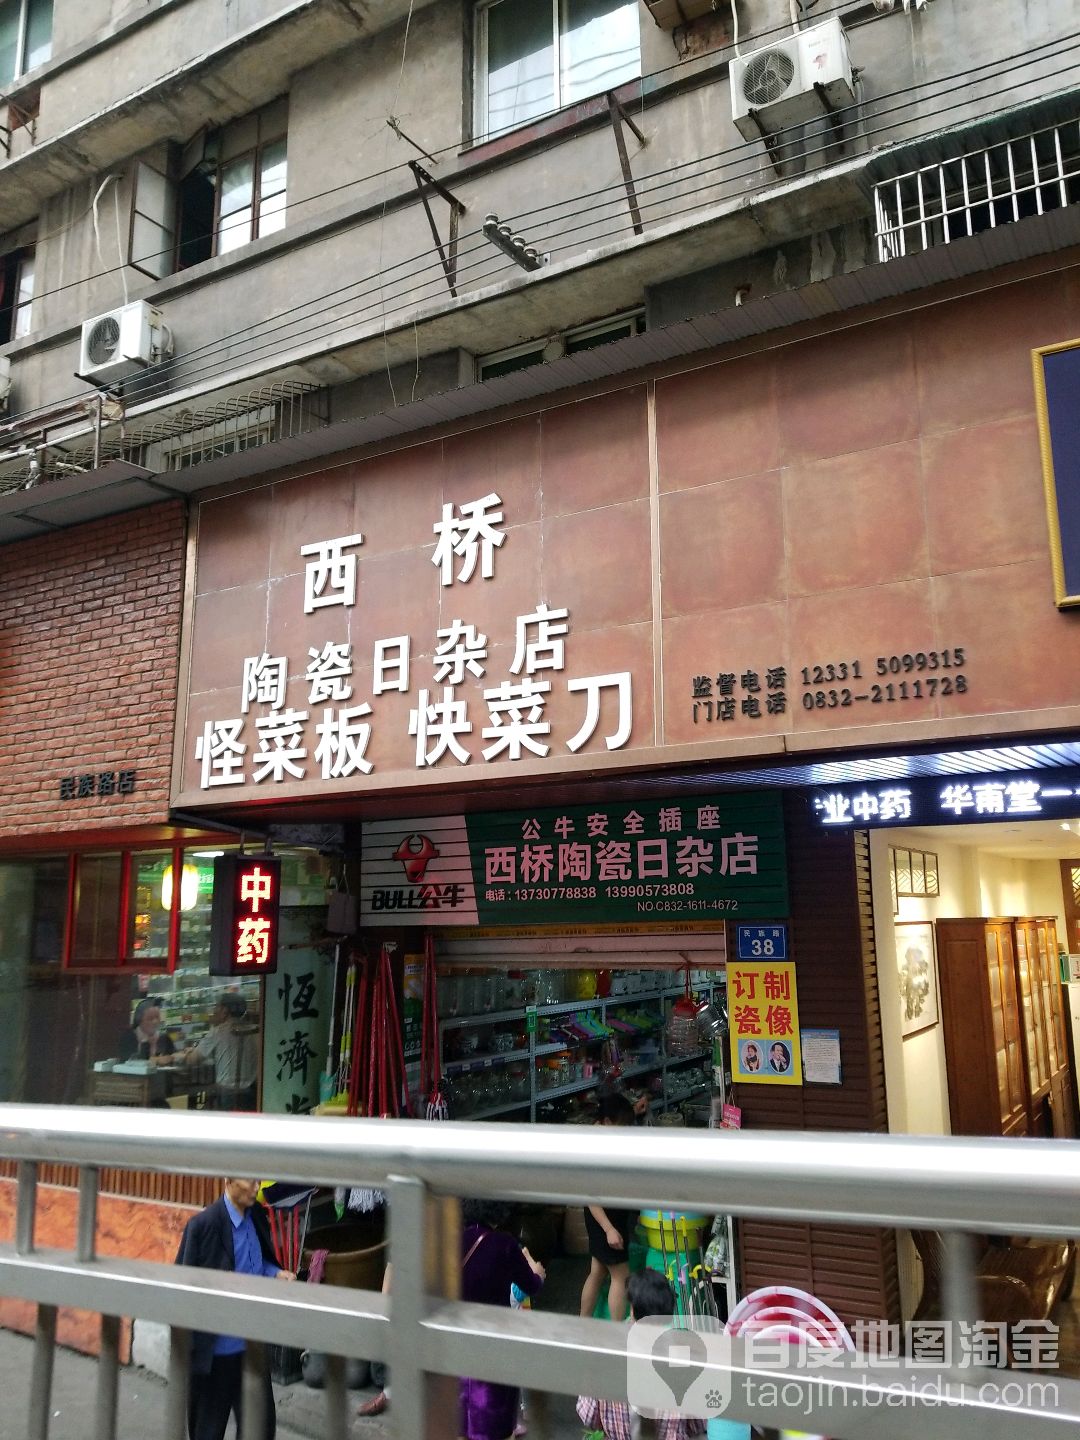 西 桥
陶瓷日杂店
怪菜板 快菜刀
监督电话 12331 5099315
门店电话 0832-2111728
民族路店
业中药 华甫堂一
公牛安全插座
BULL公牛
西桥陶瓷日杂店
电话:13730778838 13990573808
NO·C832-1611-4672
中药
民族路
38
订制
瓷像
恆濟
百度地图淘金
taojin.baidu.com